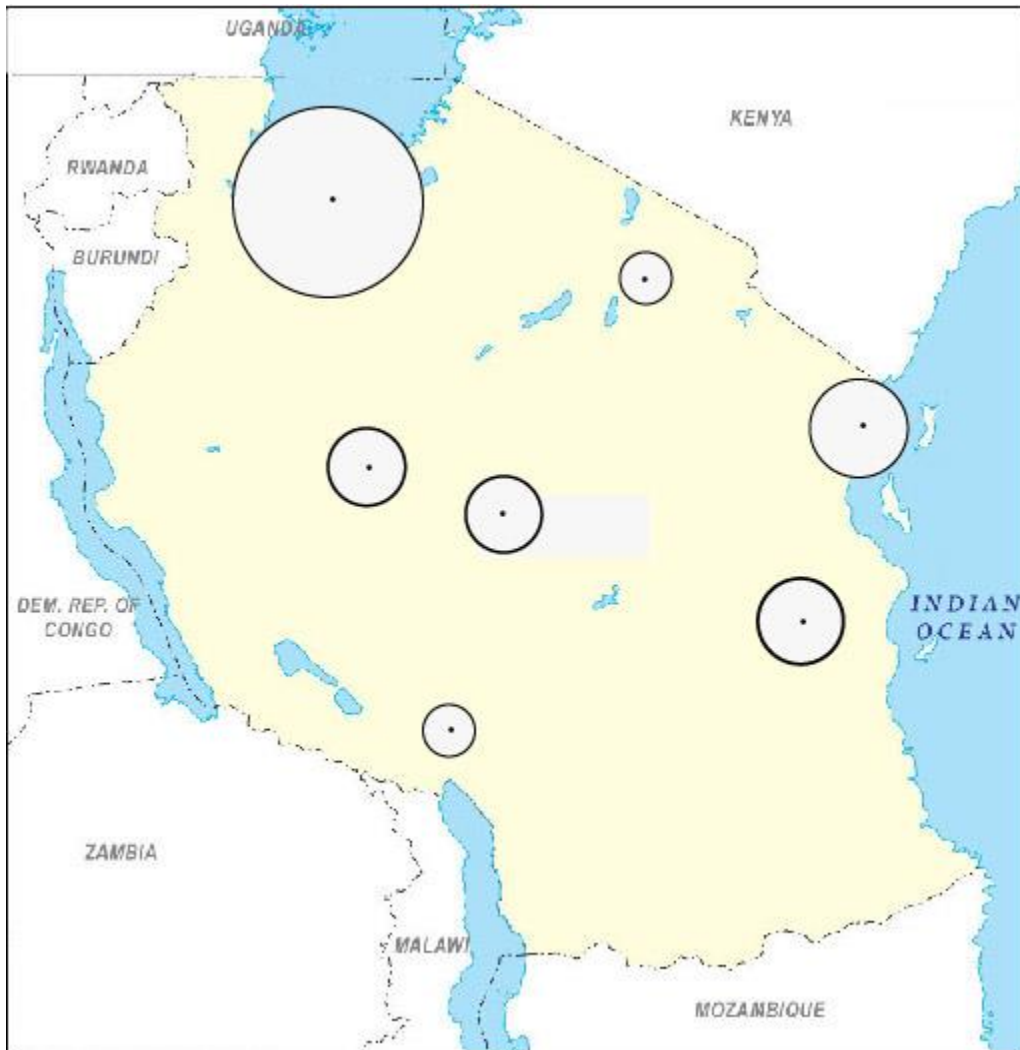 UGANDA
KENYA
RWANDA
BURUNDI
DEM. REP. OF
CONGO
INDIAN
OCEAN
ZAMBIA
MALAWI
MOZAMBIQUE